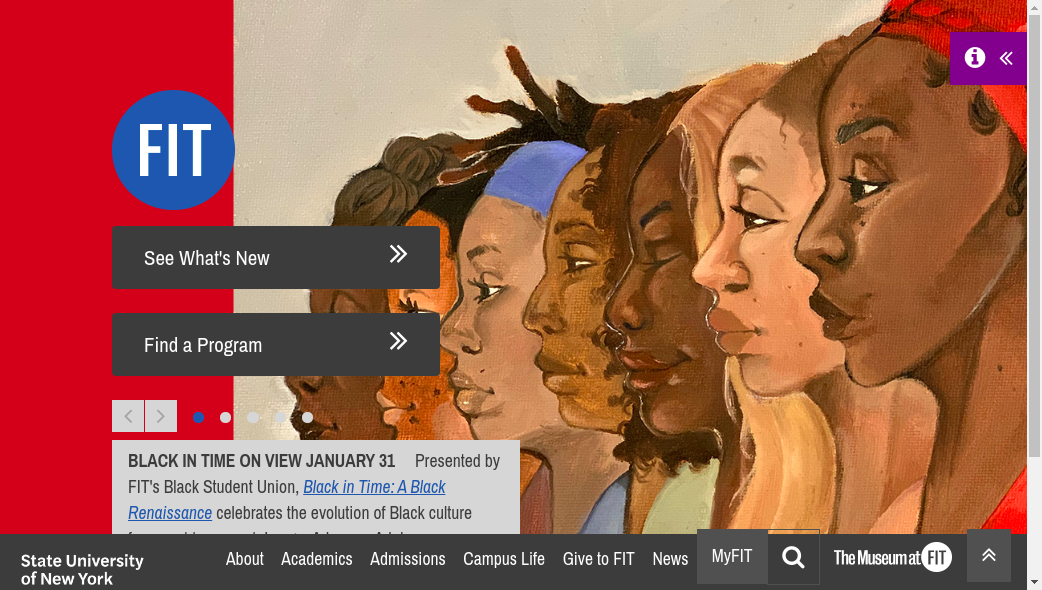 FIT
See What's New
Find a Program
BLACK IN TIME ON VIEW JANUARY 31 Presented by
FIT's Black Student Union, Black in Time: A Black
Renaissance celebrates the evolution of Black culture
State University
of New York
About Academics Admissions Campus Life Give to FIT News MyFIT The Museum at FIT